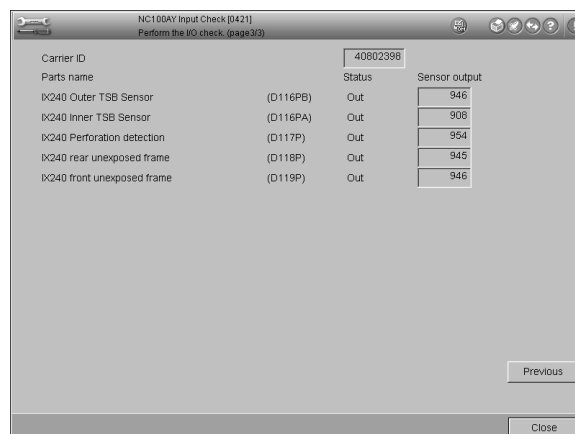 NC100AY Input Check [0421]
Perform the I/O check. (page3/3)
Carrier ID 40802398
Parts name Status Sensor output
IX240 Outer TSB Sensor (D116PB) Out 946
IX240 Inner TSB Sensor (D116PA) Out 908
IX240 Perforation detection (D117P) Out 954
IX240 rear unexposed frame (D118P) Out 945
IX240 front unexposed frame (D119P) Out 946
Previous
Close